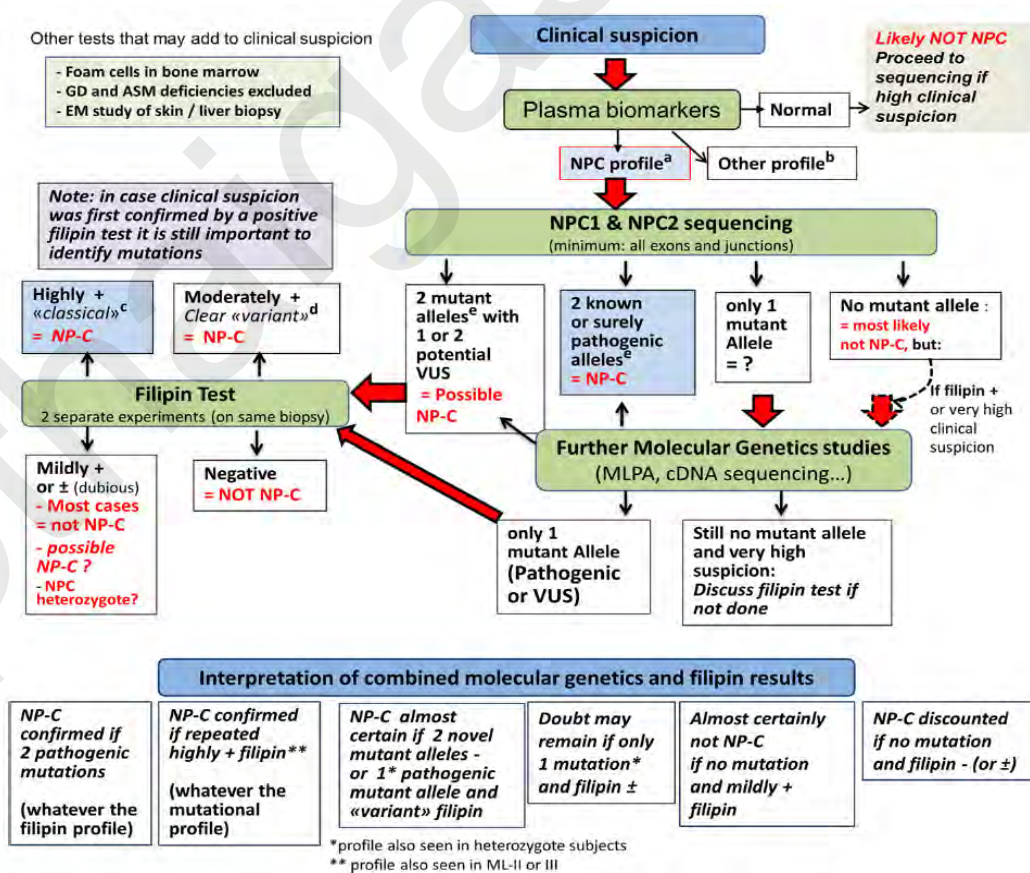 Other tests that may add to clinical suspicion
- Foam cells in bone marrow
- GD and ASM deficiencies excluded
- EM study of skin / liver biopsy
Clinical suspicion
Plasma biomarkers
Normal
Likely NOT NPC
Proceed to
sequencing if
high clinical
suspicion
NPC profileᵃ
Other profileᵇ
Note: in case clinical suspicion
was first confirmed by a positive
filipin test it is still important to
identify mutations
NPC1 & NPC2 sequencing
(minimum: all exons and junctions)
Highly +
«classical»ᶜ
= NP-C
Moderately +
Clear «variant»ᵈ
= NP-C
2 mutant
allelesᵉ with
1 or 2
potential
VUS
= Possible
NP-C
2 known
or surely
pathogenic
allelesᵉ
= NP-C
only 1
mutant
Allele
= ?
No mutant allele :
= most likely
not NP-C, but:
If filipin +
or very high
clinical
suspicion
Filipin Test
2 separate experiments (on same biopsy)
Further Molecular Genetics studies
(MLPA, cDNA sequencing...)
Mildly +
or ± (dubious)
- Most cases
= not NP-C
- possible
NP-C ?
- NPC
heterozygote?
Negative
= NOT NP-C
only 1
mutant Allele
(Pathogenic
or VUS)
Still no mutant allele
and very high
suspicion:
Discuss filipin test if
not done
Interpretation of combined molecular genetics and filipin results
NP-C
confirmed if
2 pathogenic
mutations
(whatever the
filipin profile)
NP-C confirmed
if repeated
highly + filipin**
(whatever the
mutational
profile)
NP-C almost
certain if 2 novel
mutant alleles -
or 1* pathogenic
mutant allele and
«variant» filipin
Doubt may
remain if only
1 mutation*
and filipin ±
Almost certainly
not NP-C
if no mutation
and mildly +
filipin
NP-C discounted
if no mutation
and filipin - (or ±)
*profile also seen in heterozygote subjects
** profile also seen in ML-II or III